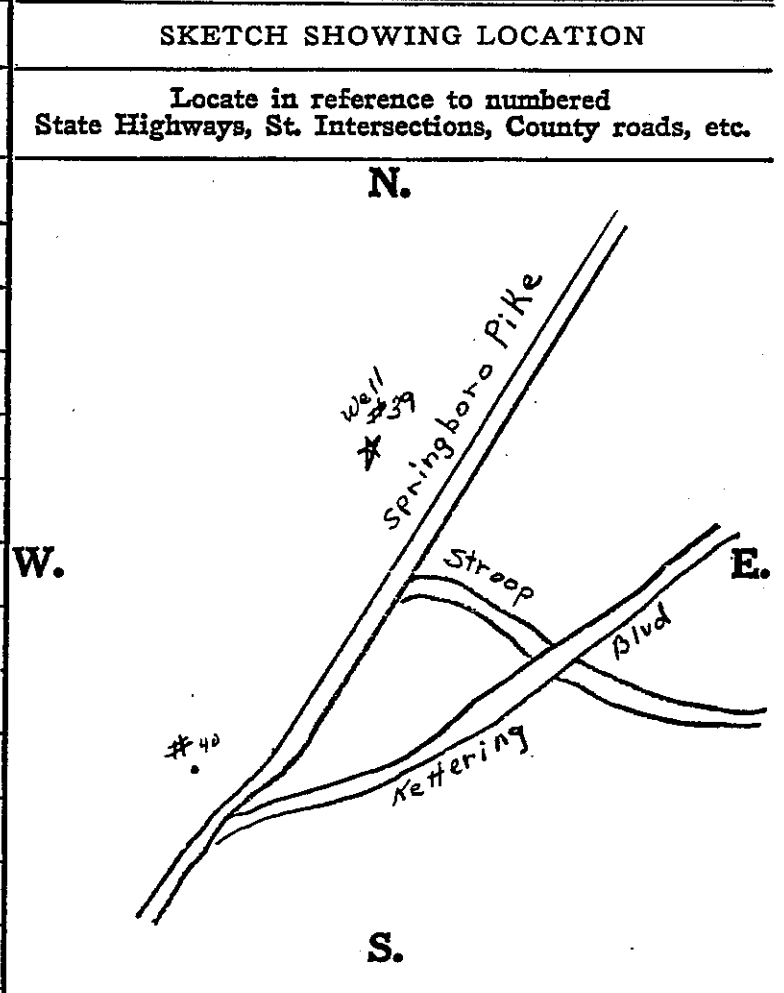 SKETCH SHOWING LOCATION
Locate in reference to numbered
State Highways, St. Intersections, County roads, etc.
N.
Springboro Pike
Well
#39
W.
Stroop
E.
Blvd
#40
Kettering
S.